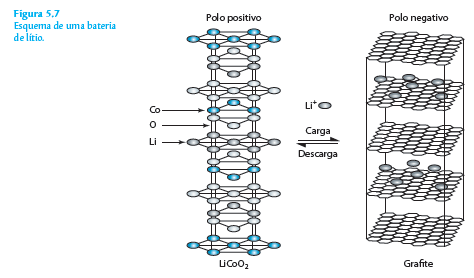 Figura 5.7
Esquema de uma bateria
de lítio.
Polo positivo
Polo negativo
Co
O
Li
Li+
Carga
Descarga
LiCoO2
Grafite